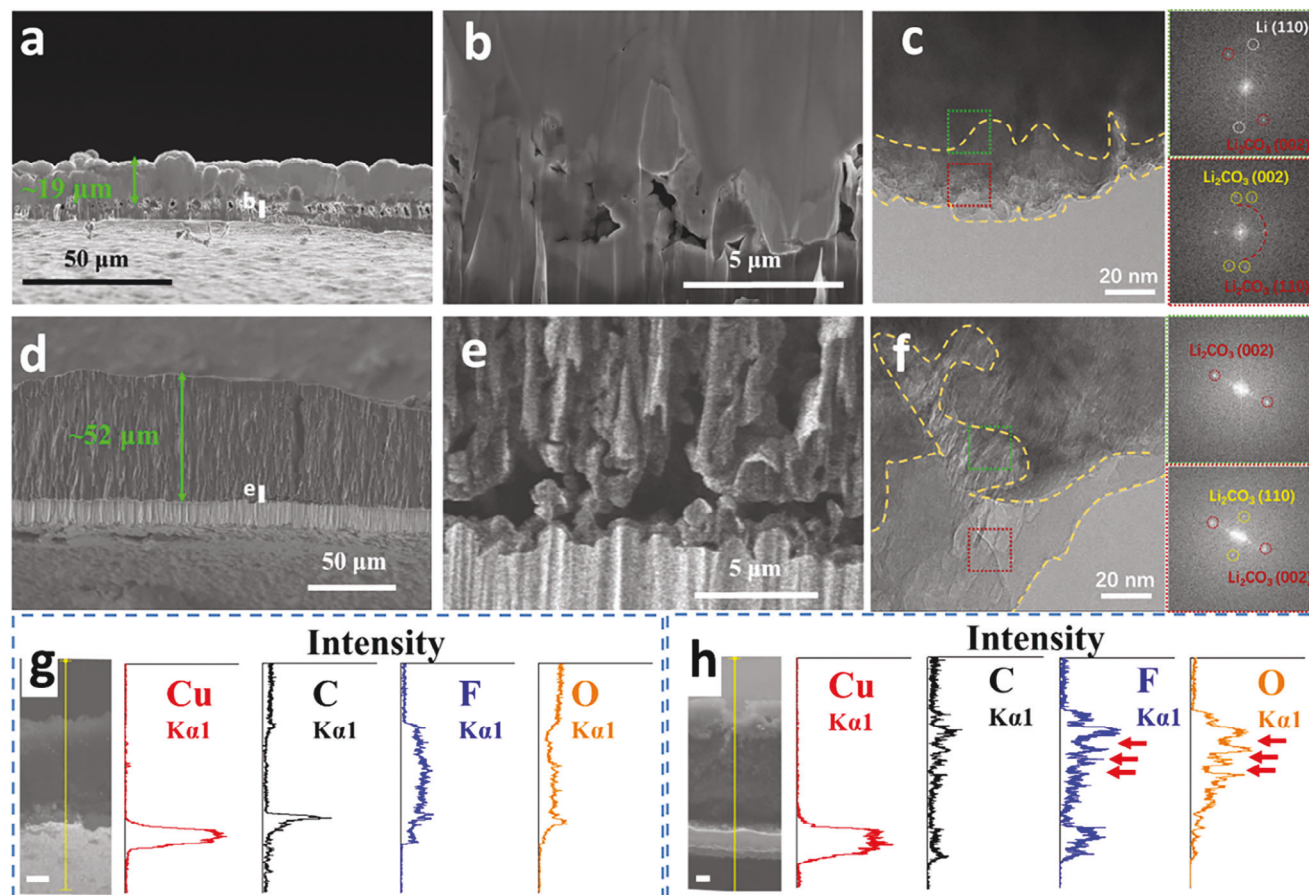 a
~19 µm
b
50 µm
b
5 µm
c
20 nm
Li (110)
Li₂CO₃ (002)
Li₂CO₃ (002)
Li₂CO₃ (110)
d
~52 µm
e
50 µm
e
5 µm
f
20 nm
Li₂CO₃ (002)
Li₂CO₃ (110)
Li₂CO₃ (002)
g
Intensity
Cu
Kα1
C
Kα1
F
Kα1
O
Kα1
h
Intensity
Cu
Kα1
C
Kα1
F
Kα1
O
Kα1